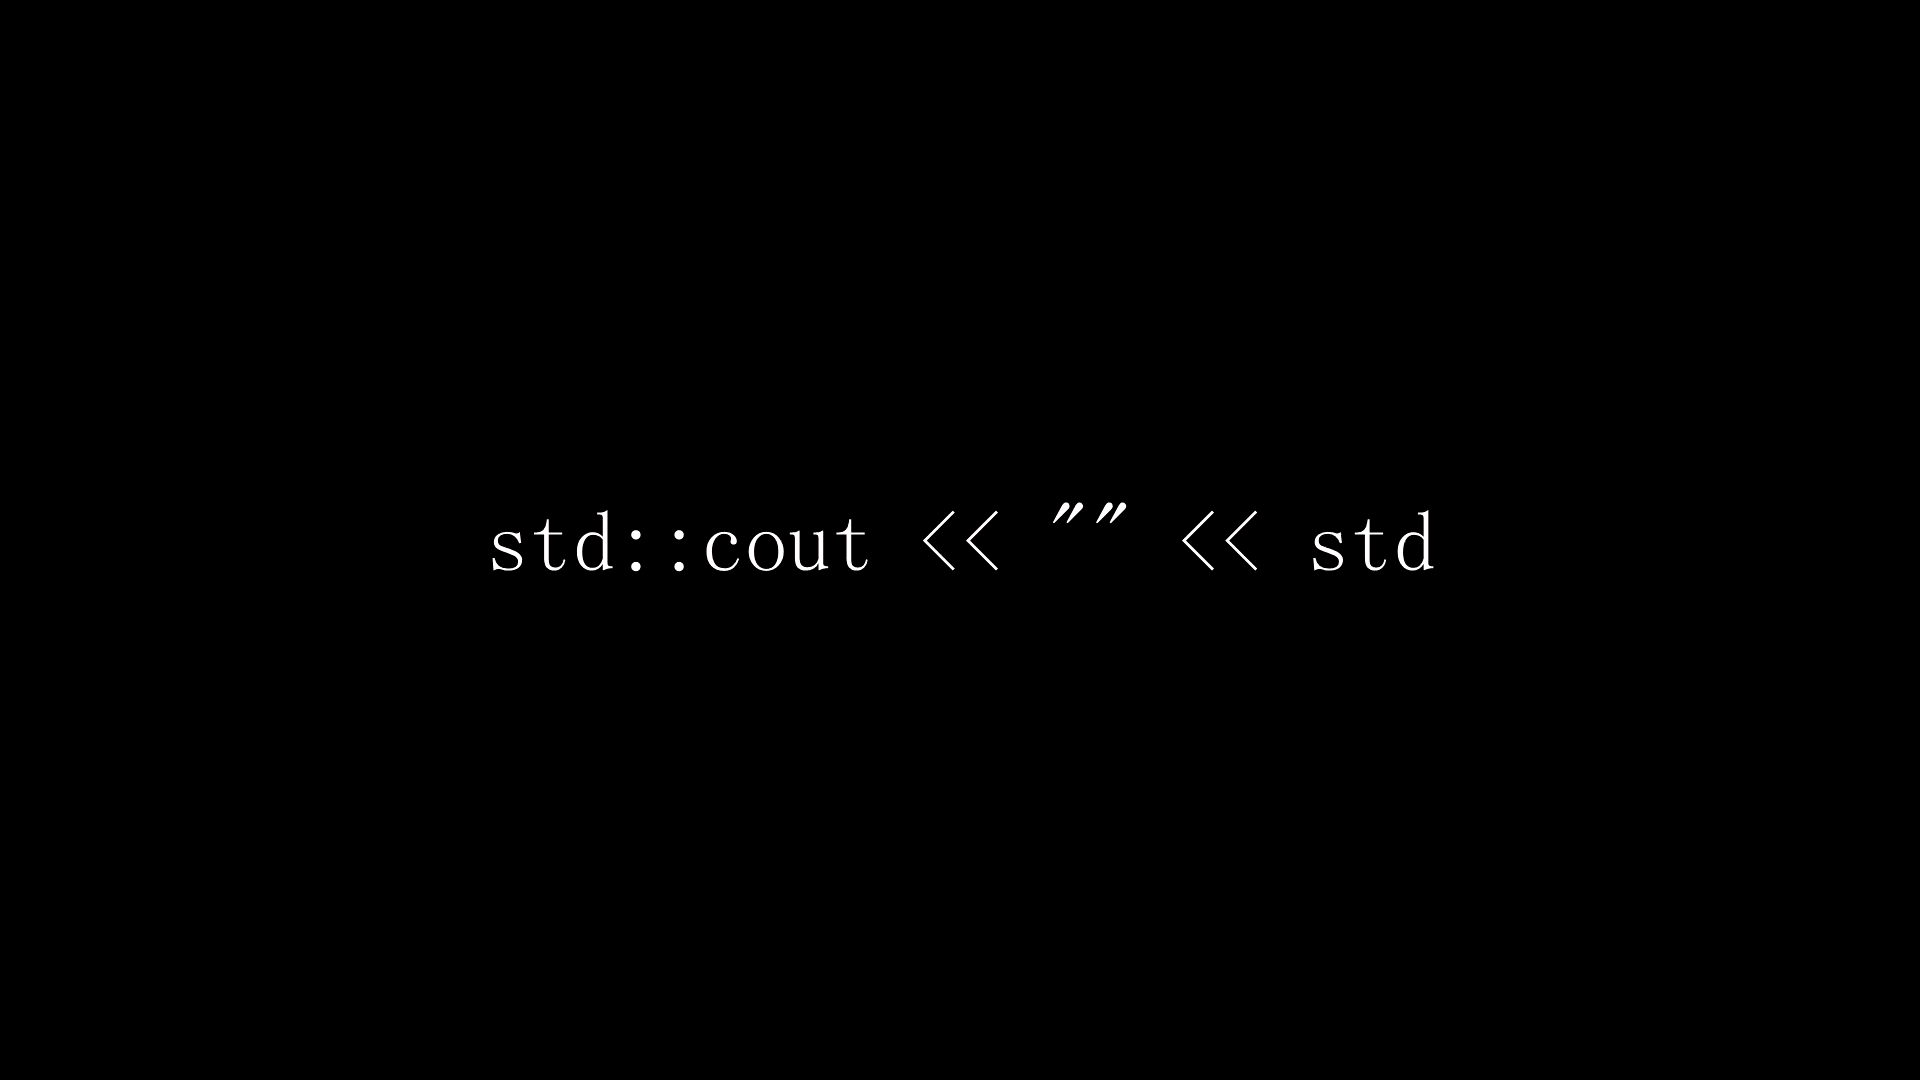 std::cout << "" << std